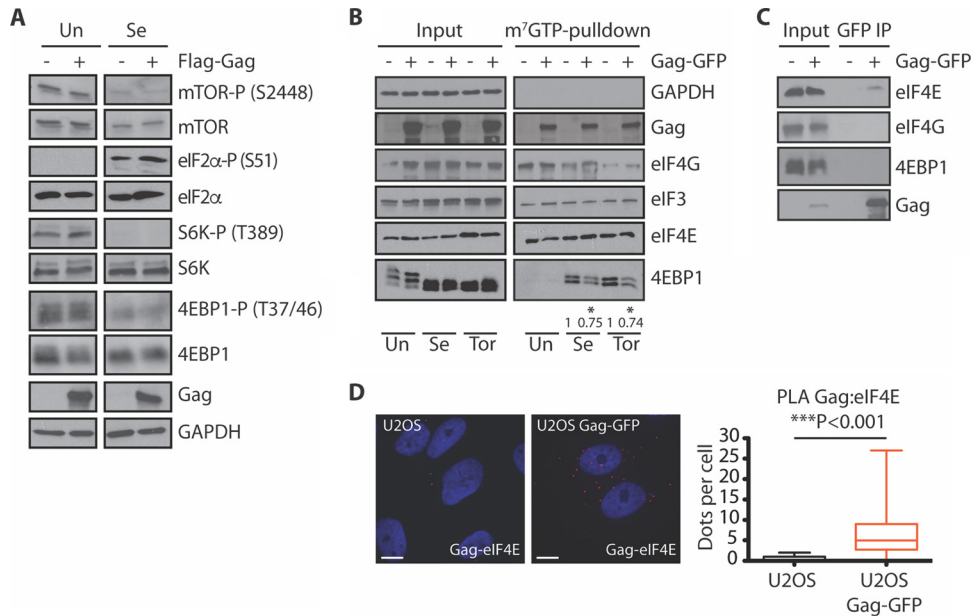 A
Un Se
- + - + Flag-Gag
mTOR-P (S2448)
mTOR
eIF2α-P (S51)
eIF2α
S6K-P (T389)
S6K
4EBP1-P (T37/46)
4EBP1
Gag
GAPDH
B
Input m⁷GTP-pulldown
- + - + - + - + - + - + Gag-GFP
GAPDH
Gag
eIF4G
eIF3
eIF4E
4EBP1
* *
1 0.75 1 0.74
Un Se Tor Un Se Tor
C
Input GFP IP
- + - + Gag-GFP
eIF4E
eIF4G
4EBP1
Gag
D
U2OS
Gag-eIF4E
U2OS Gag-GFP
Gag-eIF4E
PLA Gag:eIF4E
***P<0.001
Dots per cell
30
25
20
15
10
5
0
U2OS U2OS
Gag-GFP